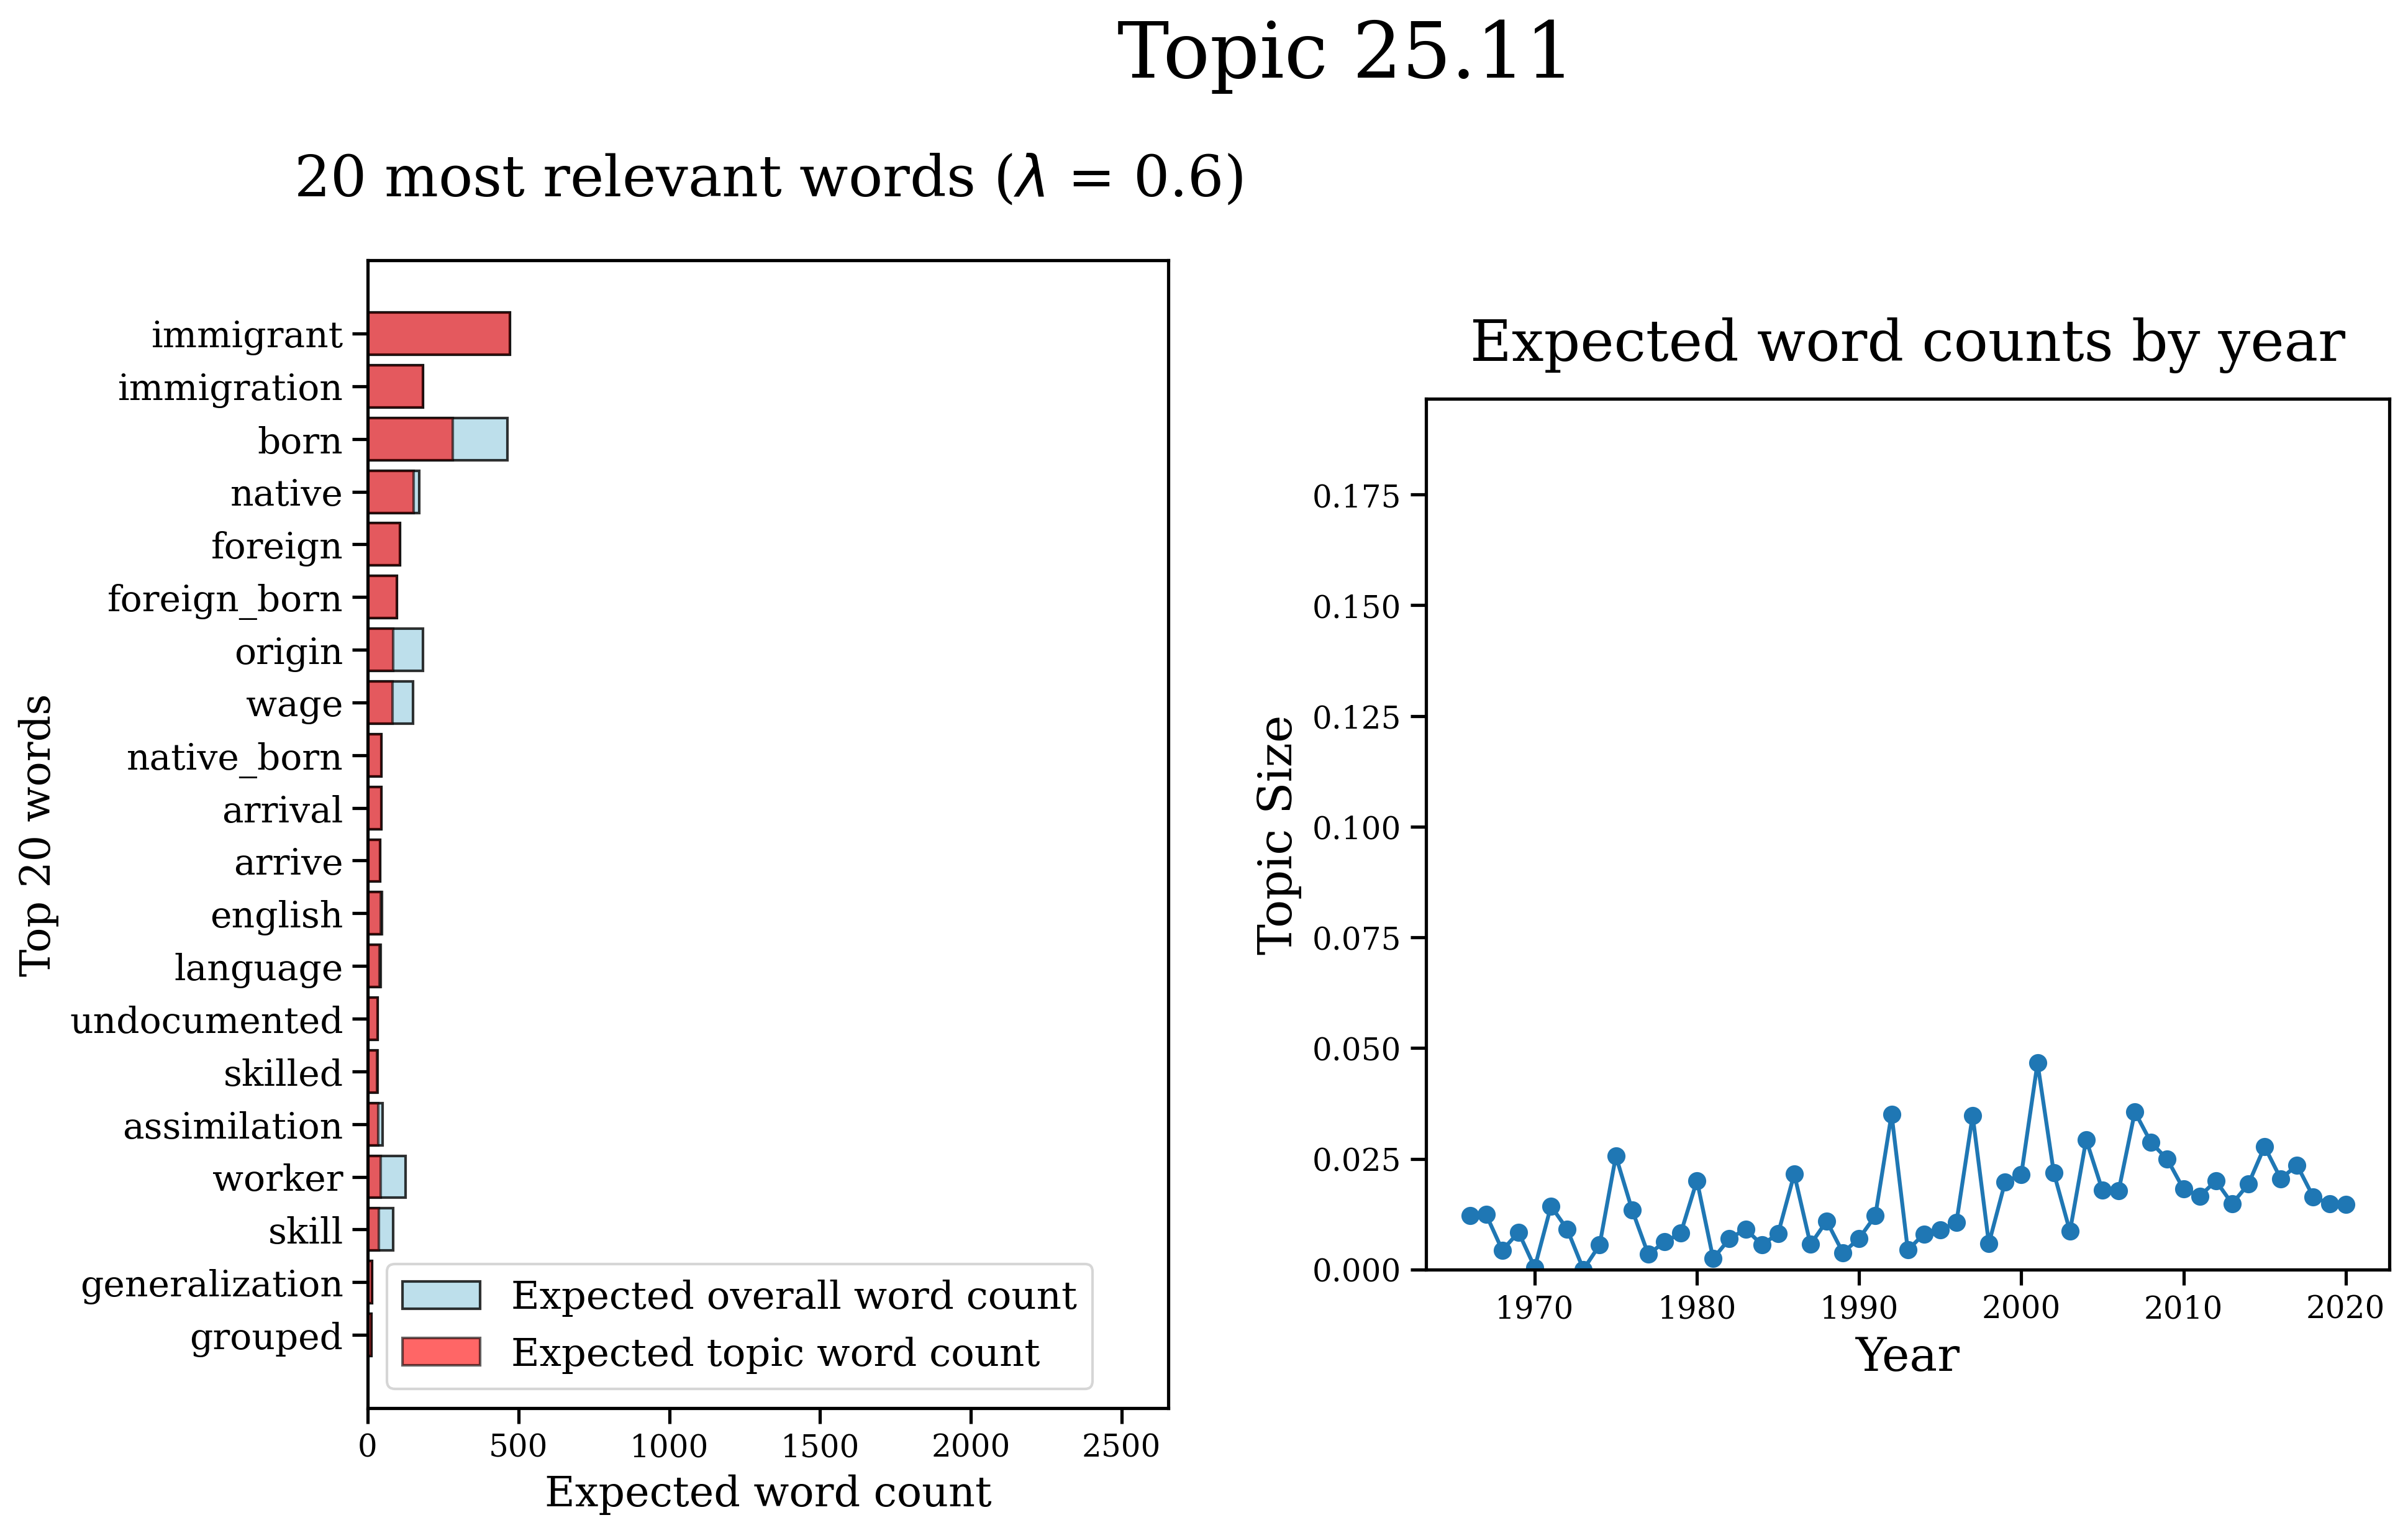 Topic 25.11
20 most relevant words (λ = 0.6)
Top 20 words
immigrant
immigration
born
native
foreign
foreign_born
origin
wage
native_born
arrival
arrive
english
language
undocumented
skilled
assimilation
worker
skill
generalization
grouped
Expected overall word count
Expected topic word count
0 500 1000 1500 2000 2500
Expected word count
Expected word counts by year
Topic Size
0.175
0.150
0.125
0.100
0.075
0.050
0.025
0.000
1970 1980 1990 2000 2010 2020
Year